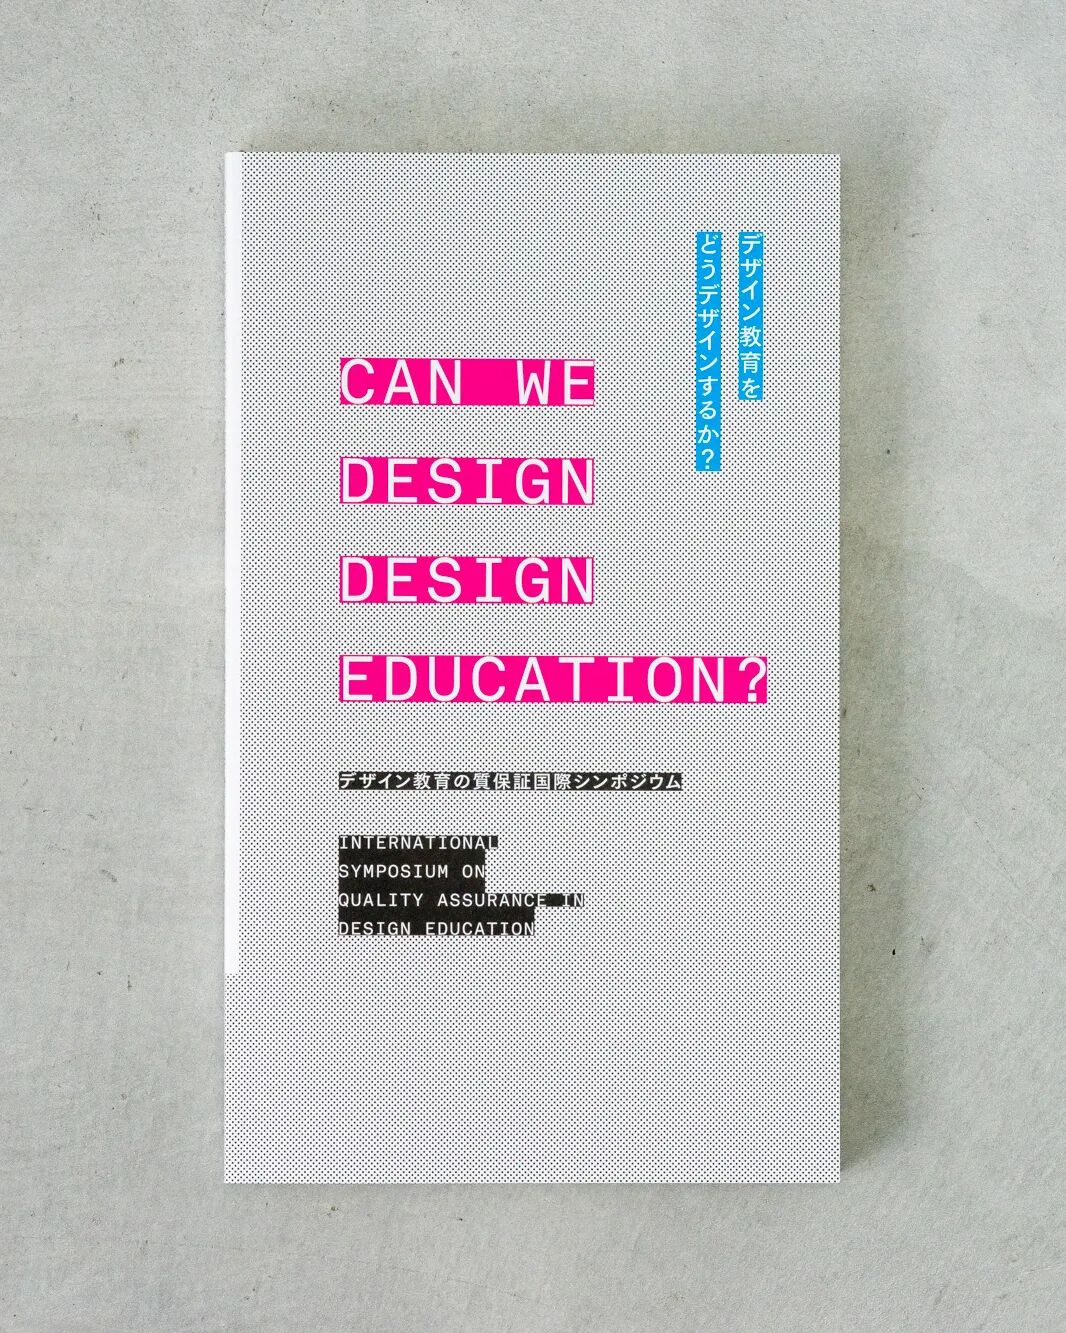 デザイン教育を
どうデザインするか?
CAN WE
DESIGN
DESIGN
EDUCATION?
デザイン教育の質保証国際シンポジウム
INTERNATIONAL
SYMPOSIUM ON
QUALITY ASSURANCE IN
DESIGN EDUCATION